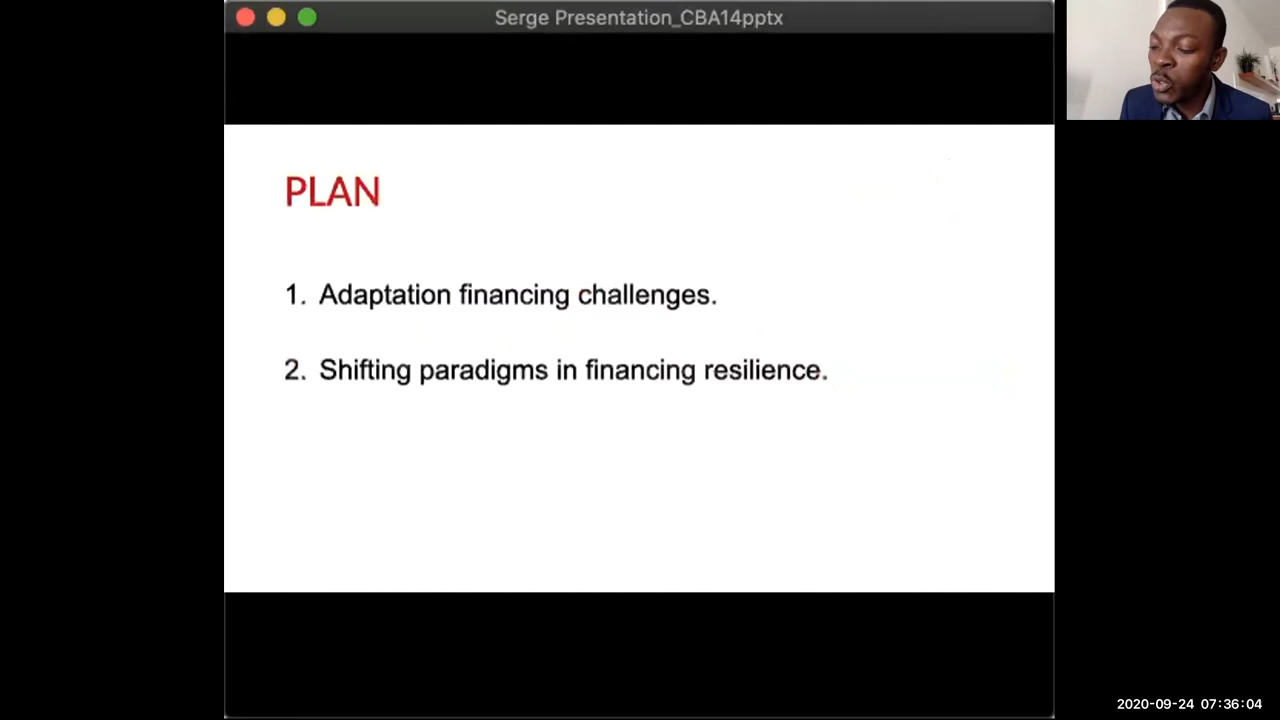 Serge Presentation_CBA14pptx
PLAN
1. Adaptation financing challenges.
2. Shifting paradigms in financing resilience.
2020-09-24 07:36:04